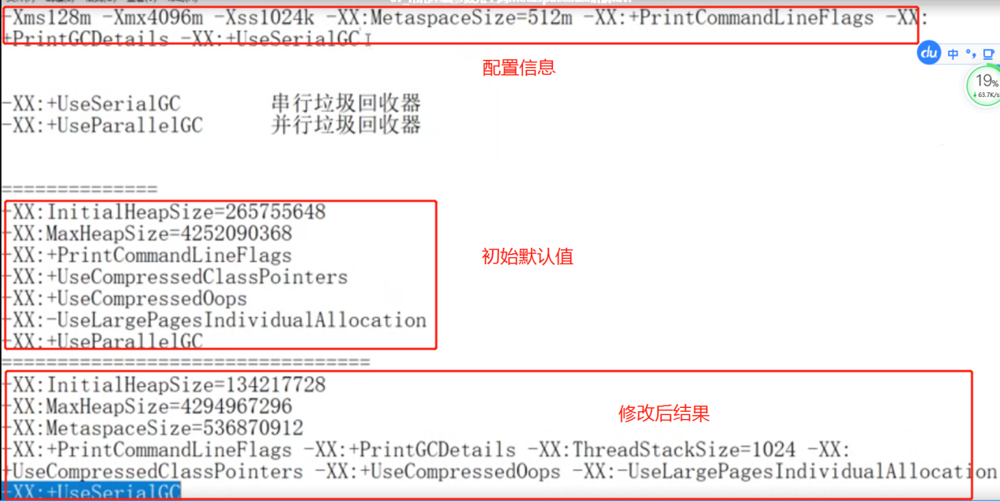 -Xms128m -Xmx4096m -Xss1024k -XX:MetaspaceSize=512m -XX:+PrintCommandLineFlags -XX:
+PrintGCDetails -XX:+UseSerialGC
du 中
配置信息
19%
↓63.7K/s
-XX:+UseSerialGC 串行垃圾回收器
-XX:+UseParallelGC 并行垃圾回收器
==============
-XX:InitialHeapSize=265755648
-XX:MaxHeapSize=4252090368
-XX:+PrintCommandLineFlags
初始默认值
-XX:+UseCompressedClassPointers
-XX:+UseCompressedOops
-XX:-UseLargePagesIndividualAllocation
-XX:+UseParallelGC
=================================
-XX:InitialHeapSize=134217728
-XX:MaxHeapSize=4294967296
修改后结果
-XX:MetaspaceSize=536870912
-XX:+PrintCommandLineFlags -XX:+PrintGCDetails -XX:ThreadStackSize=1024 -XX:
+UseCompressedClassPointers -XX:+UseCompressedOops -XX:-UseLargePagesIndividualAllocation
-XX:+UseSerialGC